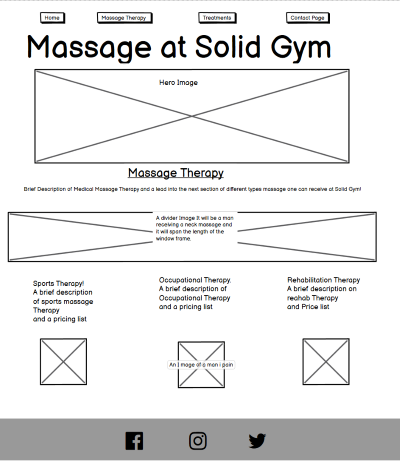 Home
Massage Therapy
Treatments
Contact Page
Massage at Solid Gym
Hero Image
Massage Therapy
Brief Description of Medical Massage Therapy and a lead into the next section of different types massage one can receive at Solid Gym!
A divider Image it will be a man
receiving a neck massage and
it will span the length of the
window frame.
Sports Therapy!
A brief description
of sports massage
Therapy
and a pricing list
Occupational Therapy.
A brief description of
Occupational Therapy
and a pricing list
Rehabilitation Therapy
A brief description on
reahab Therapy
and Price list
An Image of a man i pain